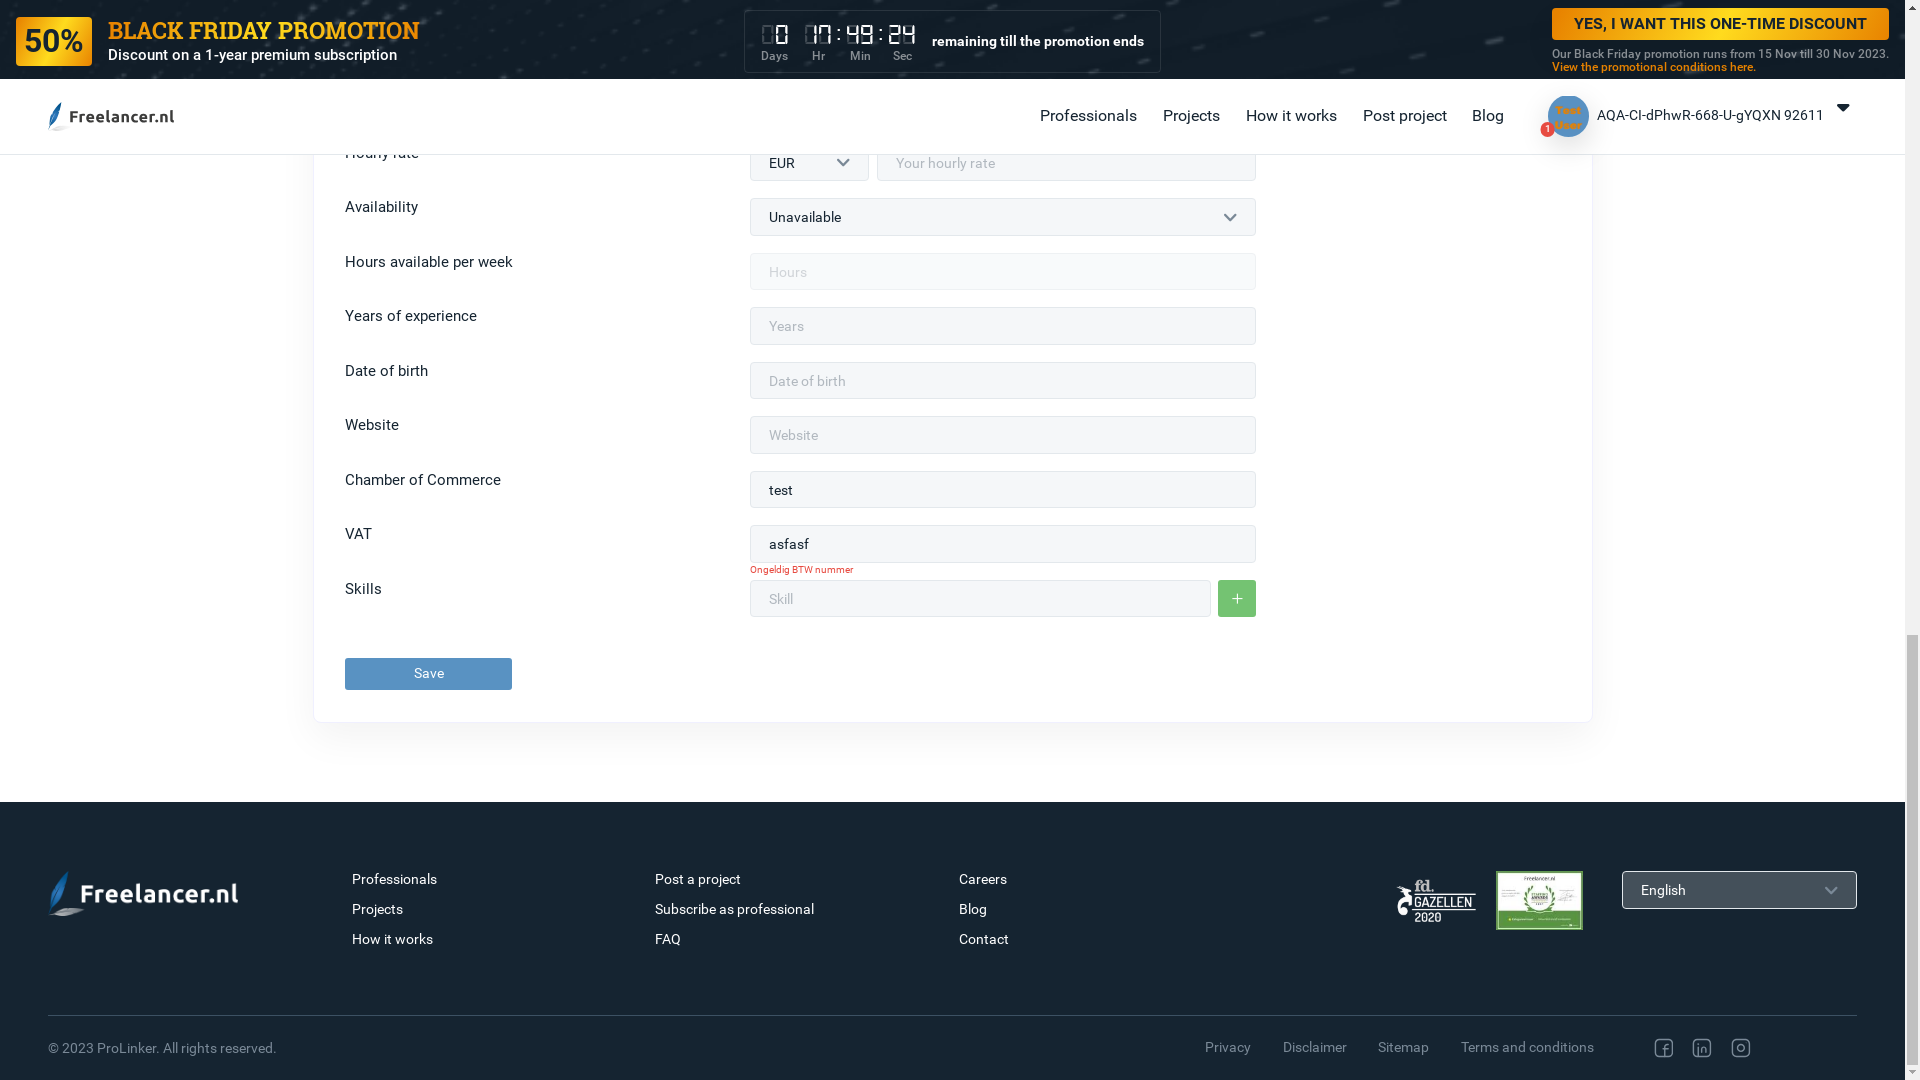 50%
BLACK FRIDAY PROMOTION
Discount on a 1-year premium subscription
0 17 : 49 : 24
Days Hr Min Sec
remaining till the promotion ends
YES, I WANT THIS ONE-TIME DISCOUNT
Our Black Friday promotion runs from 15 Nov till 30 Nov 2023.
View the promotional conditions here.
Freelancer.nl
Professionals Projects How it works Post project Blog
Test User
1
AQA-CI-dPhwR-668-U-gYQXN 92611
Hourly rate
EUR
Your hourly rate
Availability
Unavailable
Hours available per week
Hours
Years of experience
Years
Date of birth
Date of birth
Website
Website
Chamber of Commerce
test
VAT
asfasf
Ongeldig BTW nummer
Skills
Skill
+
Save
Freelancer.nl
Professionals
Projects
How it works
Post a project
Subscribe as professional
FAQ
Careers
Blog
Contact
fd.
GAZELLEN
2020
Freelancer.nl
English
© 2023 ProLinker. All rights reserved.
Privacy Disclaimer Sitemap Terms and conditions